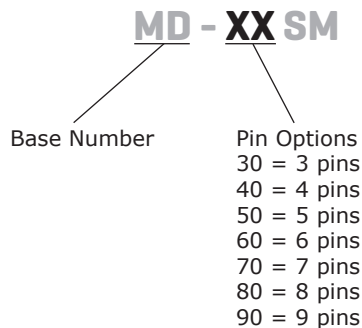 MD - XX SM
Base Number
Pin Options
30 = 3 pins
40 = 4 pins
50 = 5 pins
60 = 6 pins
70 = 7 pins
80 = 8 pins
90 = 9 pins